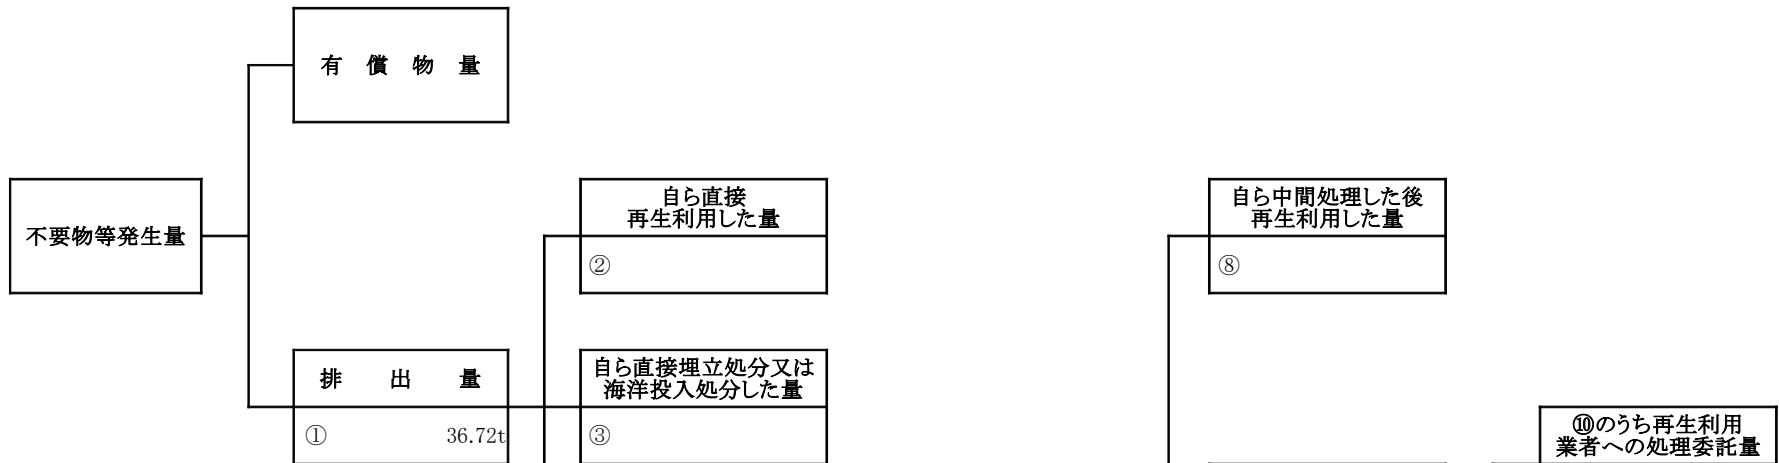 有　償　物　量
不要物等発生量
自ら直接
再生利用した量
②
自ら中間処理した後
再生利用した量
⑧
排　出　量
① 36.72t
自ら直接埋立処分又は
海洋投入処分した量
③
⑩のうち再生利用
業者への処理委託量